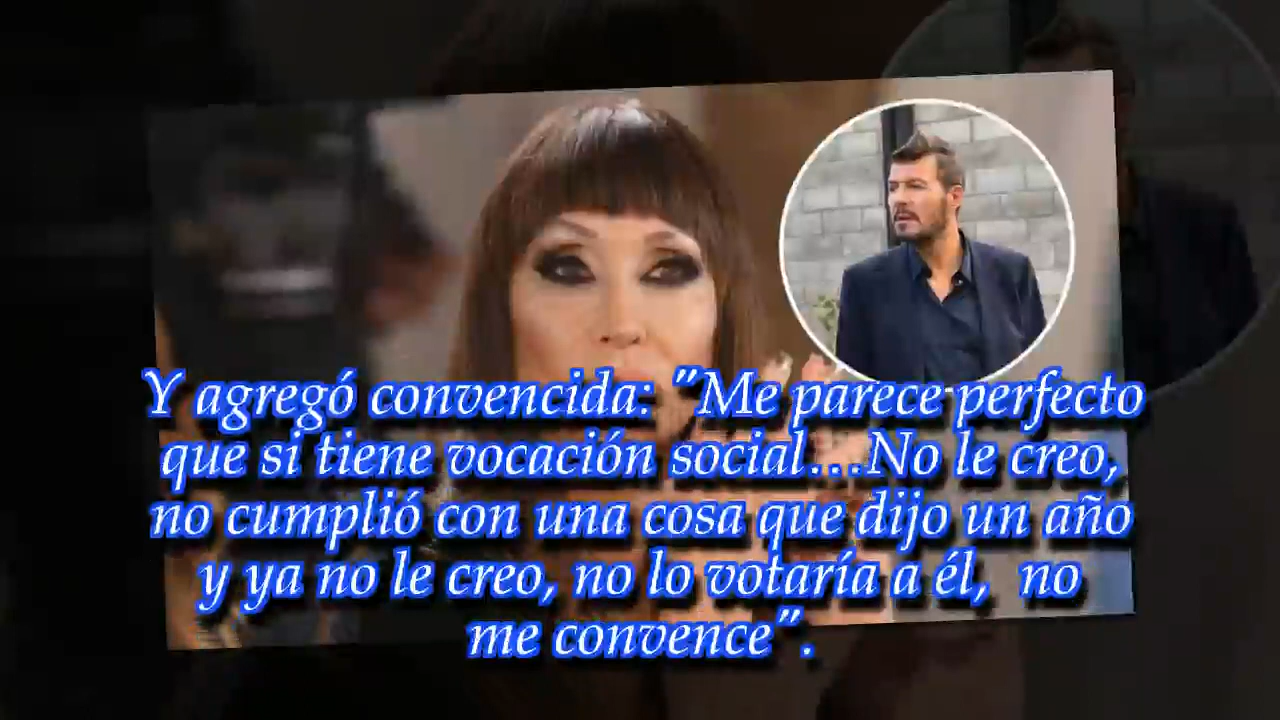 Y agregó convencida: "Me parece perfecto
que si tiene vocación social...No le creo,
no cumplió con una cosa que dijo un año
y ya no le creo, no lo votaría a él, no
me convence".